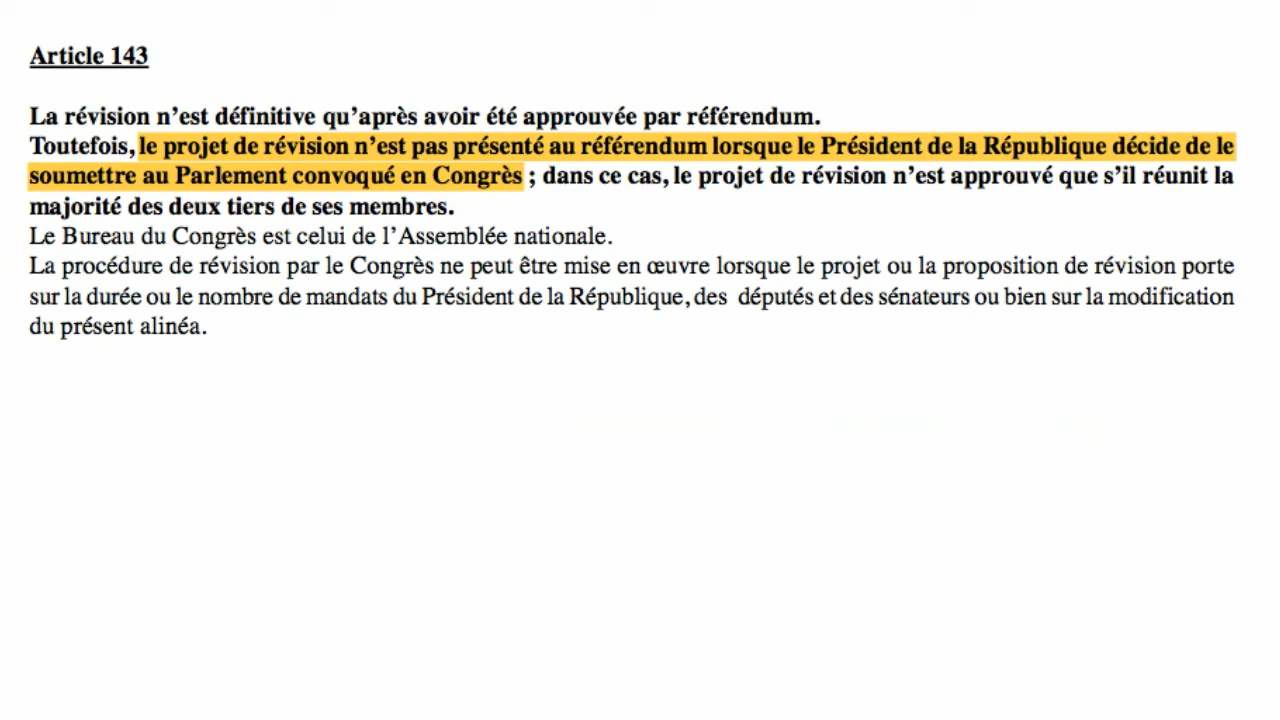 Article 143
La révision n’est définitive qu’après avoir été approuvée par référendum.
Toutefois, le projet de révision n’est pas présenté au référendum lorsque le Président de la République décide de le
soumettre au Parlement convoqué en Congrès ; dans ce cas, le projet de révision n’est approuvé que s’il réunit la
majorité des deux tiers de ses membres.
Le Bureau du Congrès est celui de l’Assemblée nationale.
La procédure de révision par le Congrès ne peut être mise en œuvre lorsque le projet ou la proposition de révision porte
sur la durée ou le nombre de mandats du Président de la République, des députés et des sénateurs ou bien sur la modification
du présent alinéa.